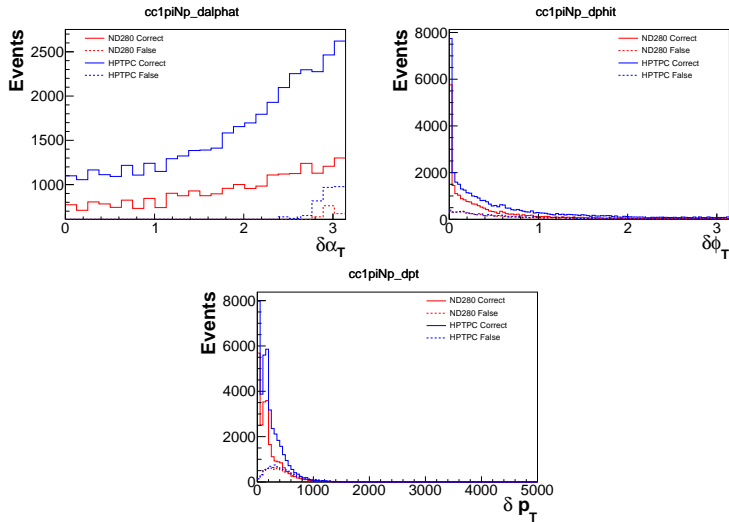 cc1piNp_dalphat
Events
2500
2000
1500
1000
0 1 2 3
δα_T
ND280 Correct
ND280 False
HPTPC Correct
HPTPC False
cc1piNp_dphit
Events
8000
6000
4000
2000
0
0 1 2 3
δϕ_T
ND280 Correct
ND280 False
HPTPC Correct
HPTPC False
cc1piNp_dpt
Events
8000
6000
4000
2000
0
0 1000 2000 3000 4000 5000
δ p_T
ND280 Correct
ND280 False
HPTPC Correct
HPTPC False